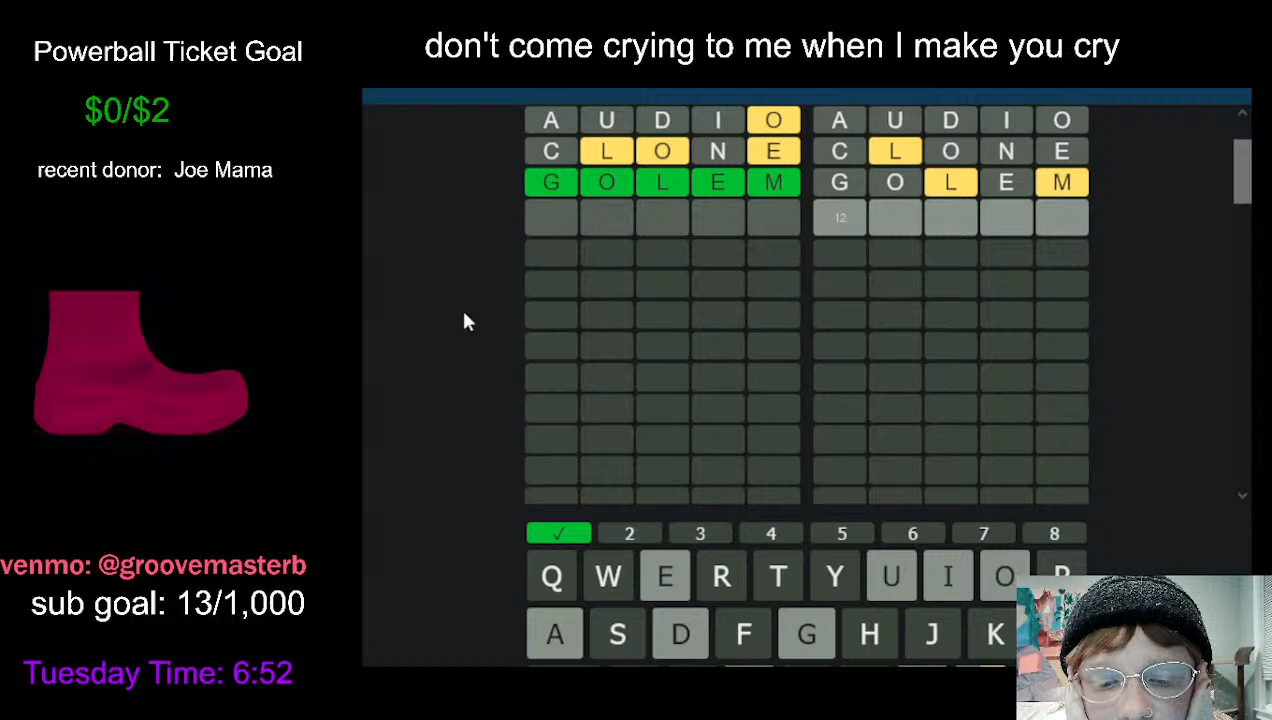 Powerball Ticket Goal
$0/$2
recent donor: Joe Mama
don't come crying to me when I make you cry
A U D I O A U D I O
C L O N E C L O N E
G O L E M G O L E M
12
✓ 2 3 4 5 6 7 8
Q W E R T Y U I O P
A S D F G H J K
venmo: @groovemasterb
sub goal: 13/1,000
Tuesday Time: 6:52